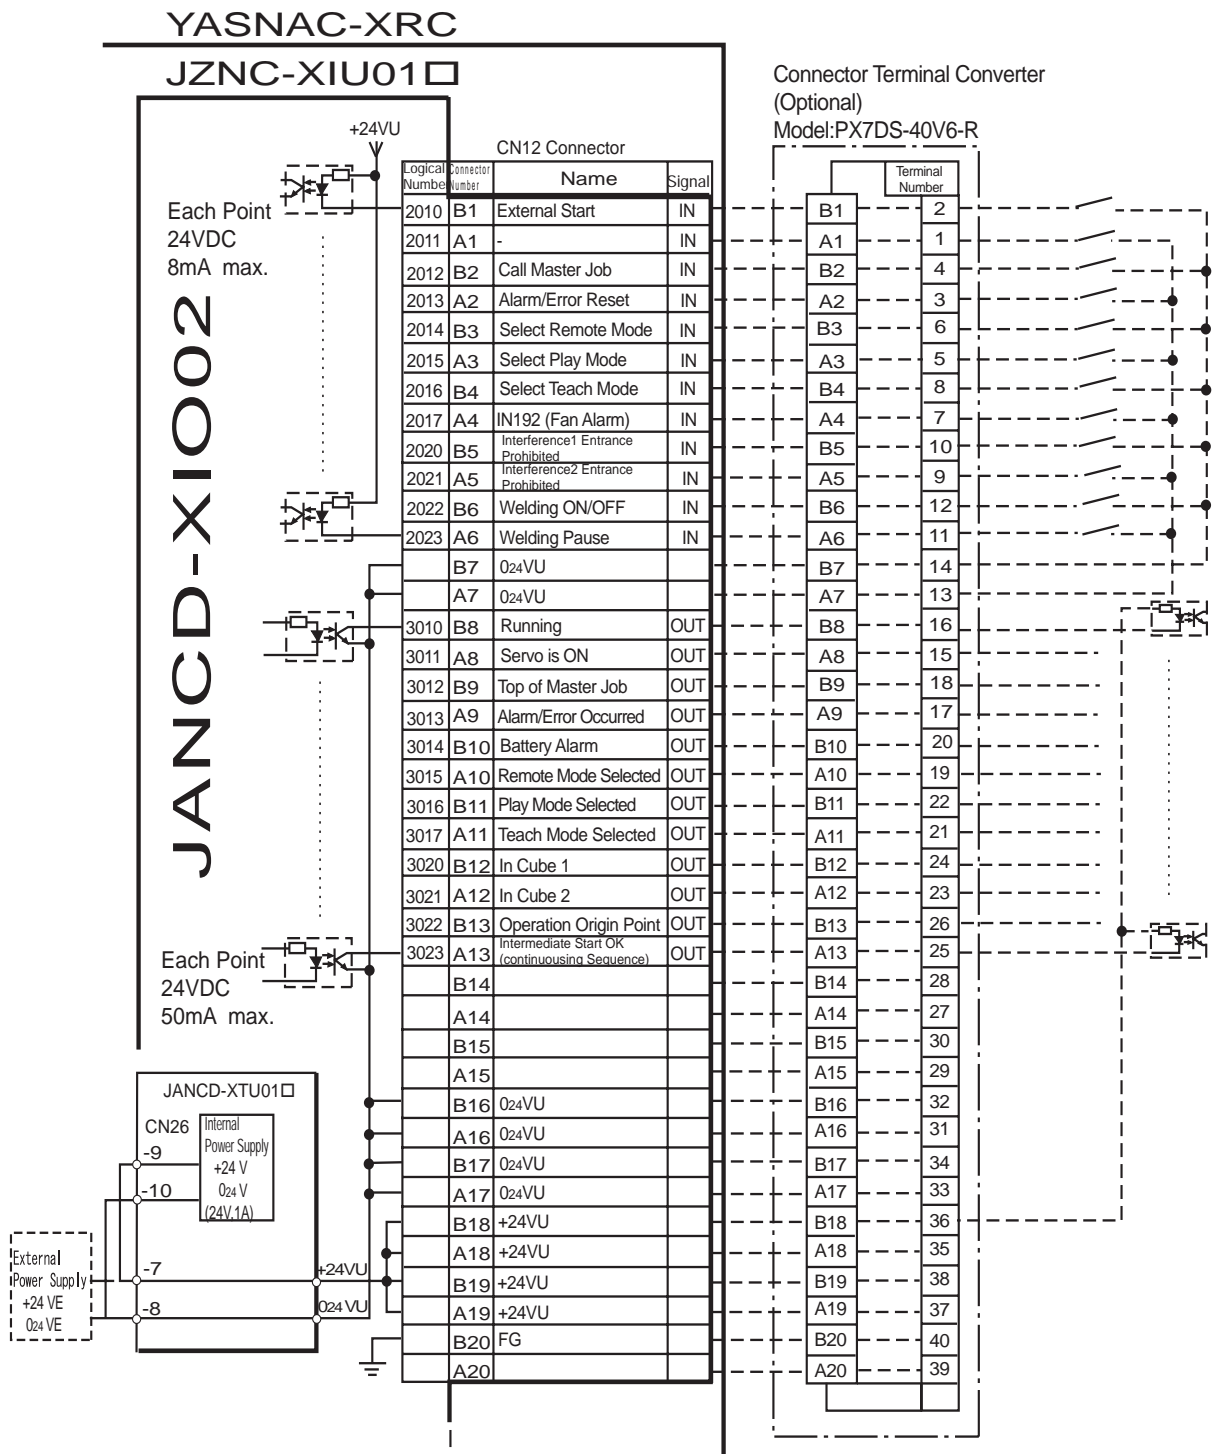 YASNAC-XRC
JZNC-XIU01□
Connector Terminal Converter
(Optional)
Model:PX7DS-40V6-R
+24VU
CN12 Connector
Logical Numbe Connector Number Name Signal
Terminal Number
Each Point
24VDC
8mA max.
JANCD-XIO02
2010 B1 External Start IN B1 2
2011 A1 - IN A1 1
2012 B2 Call Master Job IN B2 4
2013 A2 Alarm/Error Reset IN A2 3
2014 B3 Select Remote Mode IN B3 6
2015 A3 Select Play Mode IN A3 5
2016 B4 Select Teach Mode IN B4 8
2017 A4 IN192 (Fan Alarm) IN A4 7
2020 B5 Interference1 Entrance Prohibited IN B5 10
2021 A5 Interference2 Entrance Prohibited IN A5 9
2022 B6 Welding ON/OFF IN B6 12
2023 A6 Welding Pause IN A6 11
B7 024VU B7 14
A7 024VU A7 13
3010 B8 Running OUT B8 16
3011 A8 Servo is ON OUT A8 15
3012 B9 Top of Master Job OUT B9 18
3013 A9 Alarm/Error Occurred OUT A9 17
3014 B10 Battery Alarm OUT B10 20
3015 A10 Remote Mode Selected OUT A10 19
3016 B11 Play Mode Selected OUT B11 22
3017 A11 Teach Mode Selected OUT A11 21
3020 B12 In Cube 1 OUT B12 24
3021 A12 In Cube 2 OUT A12 23
3022 B13 Operation Origin Point OUT B13 26
3023 A13 Intermediate Start OK (continuousing Sequence) OUT A13 25
Each Point
24VDC
50mA max.
B14 B14 28
A14 A14 27
B15 B15 30
A15 A15 29
B16 024VU B16 32
A16 024VU A16 31
B17 024VU B17 34
A17 024VU A17 33
B18 +24VU B18 36
A18 +24VU A18 35
B19 +24VU B19 38
A19 +24VU A19 37
B20 FG B20 40
A20 A20 39
JANCD-XTU01□
CN26
Internal
Power Supply
+24 V
024 V
(24V,1A)
-9
-10
-7
-8
+24VU
024 VU
External
Power Supply
+24 VE
024 VE